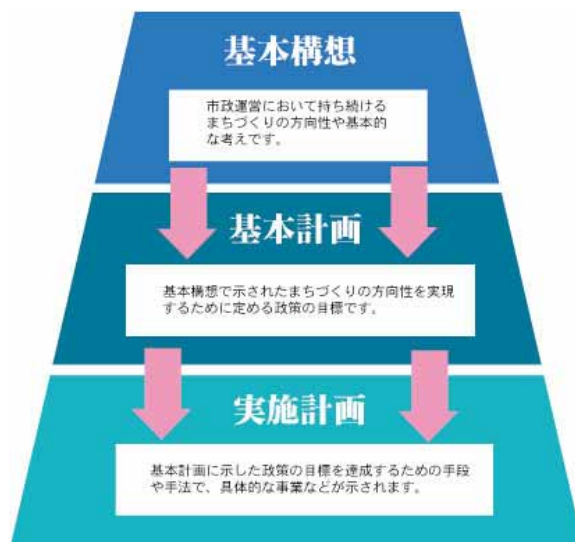 基本構想
市政運営において持ち続ける
まちづくりの方向性や基本的
な考えです。
基本計画
基本構想で示されたまちづくりの方向性を実現
するために定める政策の目標です。
実施計画
基本計画に示した政策の目標を達成するための手段
や手法で、具体的な事業などが示されます。